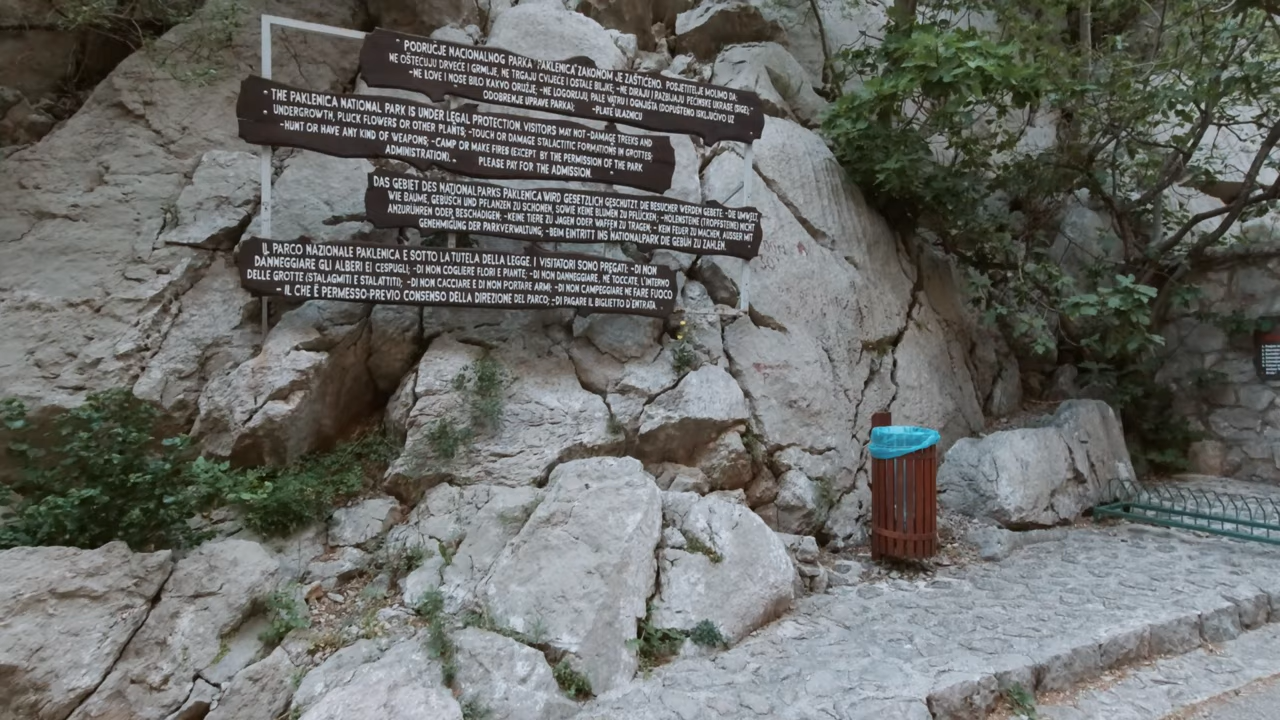 - PODRUČJE NACIONALNOG PARKA PAKLENICA ZAKONOM JE ZAŠTIĆENO. POSJETITELJE MOLIMO DA:
NE OŠTEĆUJU DRVEĆE I GRMLJE, NE TRGAJU CVIJEĆE I OSTALE BILJKE; -NE DIRAJU I RAZBIJAJU PEĆINSKE UKRASE (SIGE);
-NE LOVE I NOSE BILO KAKVO ORUŽJE; -NE LOGORUJU, PALE VATRU I OGNJIŠTA (DOPUŠTENO ISKLJUČIVO UZ
ODOBRENJE UPRAVE PARKA); -PLATE ULAZNICU
- THE PAKLENICA NATIONAL PARK IS UNDER LEGAL PROTECTION. VISITORS MAY NOT -DAMAGE TREES AND
UNDERGROWTH, PLUCK FLOWERS OR OTHER PLANTS; -TOUCH OR DAMAGE STALACTITIC FORMATIONS IN GROTTES;
-HUNT OR HAVE ANY KIND OF WEAPONS; -CAMP OR MAKE FIRES (EXCEPT BY THE PERMISSION OF THE PARK
ADMINISTRATION). PLEASE PAY FOR THE ADMISSION.
DAS GEBIET DES NATIONALPARKS PAKLENICA WIRD GESETZLICH GESCHÜTZT. DIE BESUCHER WERDEN GEBETE: -DIE UMWELT,
WIE BÄUME, GEBÜSCH UND PFLANZEN ZU SCHONEN, SOWIE KEINE BLUMEN ZU PFLÜCKEN; -HOLENSTEINE (TROPFSTEINE) NICHT
ANZURÜHREN ODER BESCHÄDIGEN; -KEINE TIERE ZU JAGEN ODER WAFFEN ZU TRAGEN; -KEIN FEUER ZU MACHEN, AUSSER MIT
GENEHMIGUNG DER PARKVERWALTUNG; -BEIM EINTRITT INS NATIONALPARK DIE GEBÜH ZU ZAHLEN.
IL PARCO NAZIONALE PAKLENICA E SOTTO LA TUTELA DELLA LEGGE. I VISITATORI SONO PREGATI: -DI NON
DANNEGGIARE GLI ALBERI EI CESPUGLI; -DI NON COGLIERE FLORI E PIANTE; -DI NON DANNEGGIARE, NE TOCCATE, L'INTERNO
DELLE GROTTE (STALAGMITI E STALATTITI); -DI NON CACCIARE E DI NON PORTARE ARMI; -DI NON CAMPEGGIARE NE FARE FUOCO
- IL CHE È PERMESSO-PREVIO CONSENSO DELLA DIREZIONE DEL PARCO; -DI PAGARE IL BIGLIETTO D'ENTRATA.